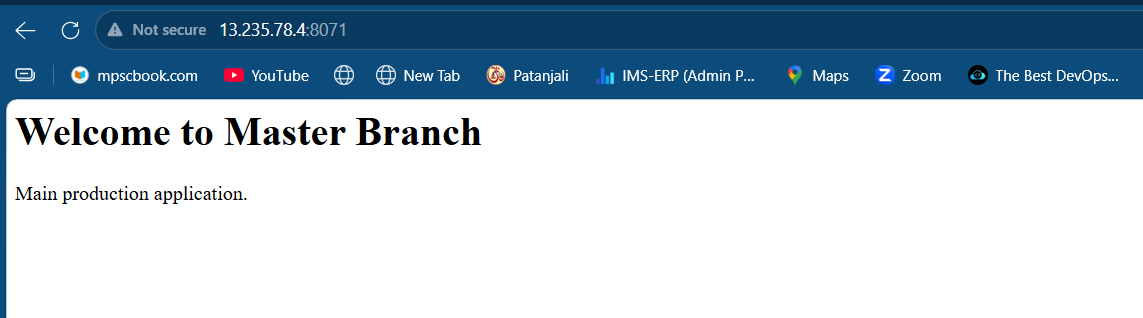 Not secure 13.235.78.4:8071
mpscbook.com YouTube New Tab Patanjali IMS-ERP (Admin P... Maps Zoom The Best DevOps...
Welcome to Master Branch
Main production application.